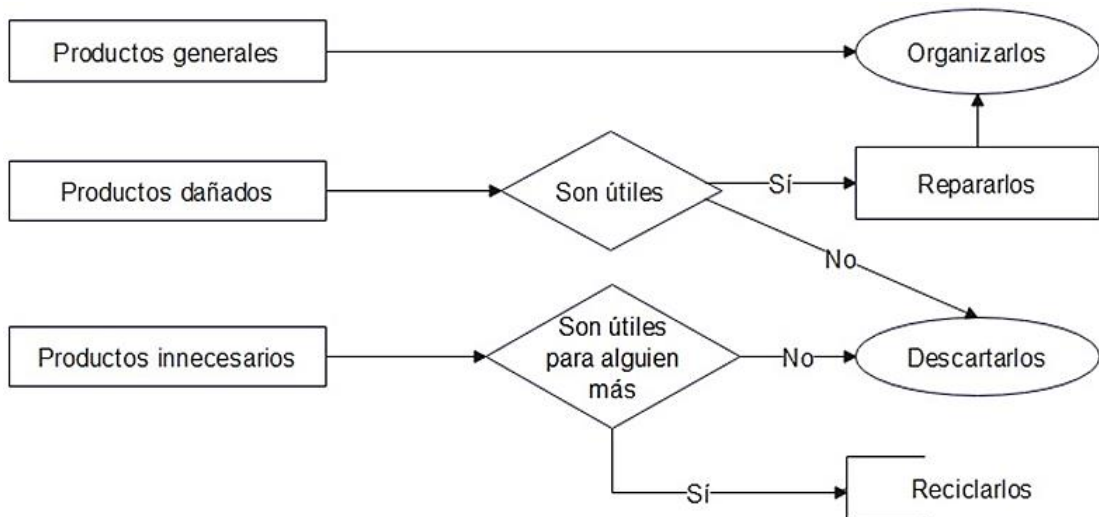 Productos generales
Organizarlos
Productos dañados
Son útiles
Sí
Repararlos
No
Productos innecesarios
Son útiles
para alguien
más
No
Descartarlos
Sí
Reciclarlos